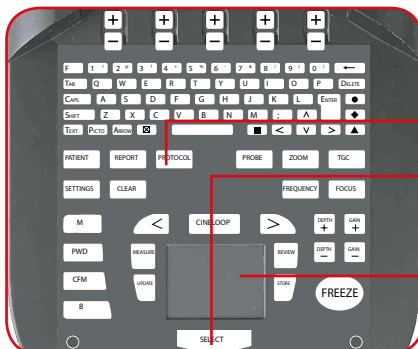 + + + + +
− − − − −
F 1 ! 2 @ 3 # 4 + 5 % 6 ^ 7 & 8 / 9 ( 0 ) ←
TAB Q W E R T Y U I O P DELETE
CAPS A S D F G H J K L ENTER ●
SHIFT Z X C V B N M ; ∧ ◆
TEXT PICTO ARROW ⊠ ■ < ∨ > ▲
PATIENT REPORT PROTOCOL PROBE ZOOM TGC
SETTINGS CLEAR FREQUENCY FOCUS
M < CINELOOP > DEPTH + GAIN +
PWD MEASURE REVIEW DEPTH − GAIN −
CFM UPDATE STORE FREEZE
B
SELECT